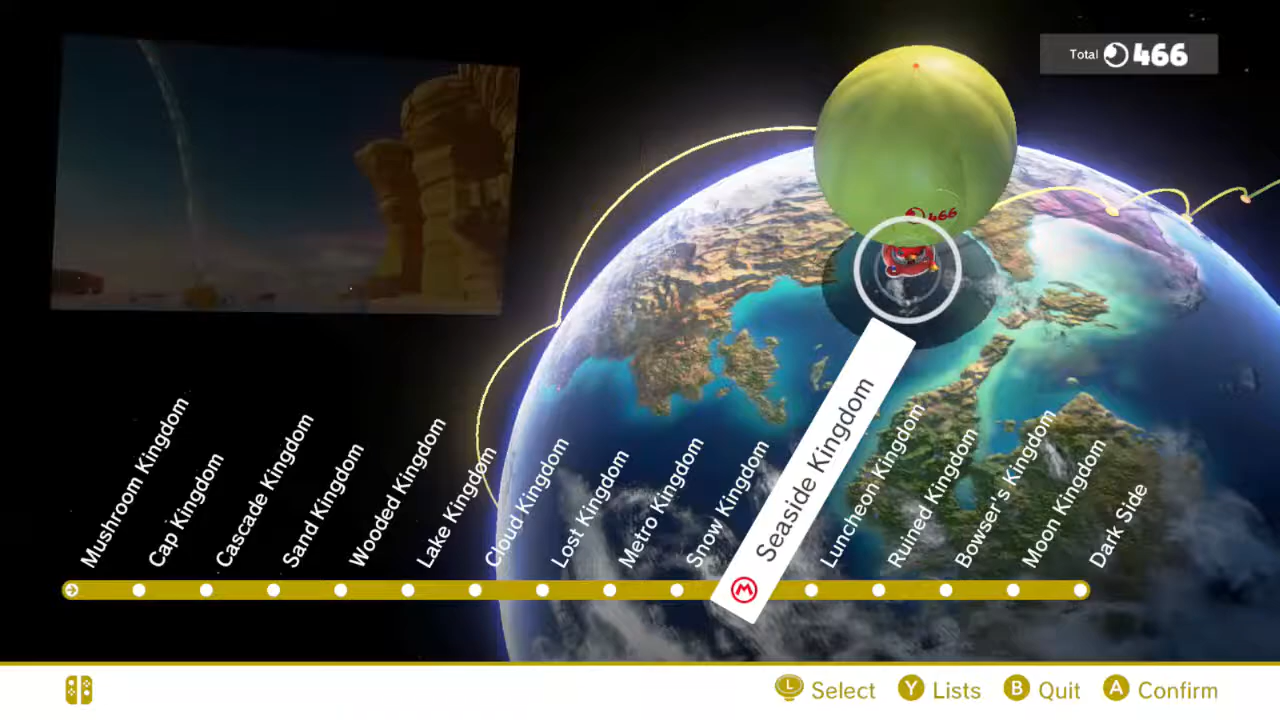 Total 466
466
Mushroom Kingdom
Cap Kingdom
Cascade Kingdom
Sand Kingdom
Wooded Kingdom
Lake Kingdom
Cloud Kingdom
Lost Kingdom
Metro Kingdom
Snow Kingdom
Seaside Kingdom
Luncheon Kingdom
Ruined Kingdom
Bowser's Kingdom
Moon Kingdom
Dark Side
M
L Select Y Lists B Quit A Confirm